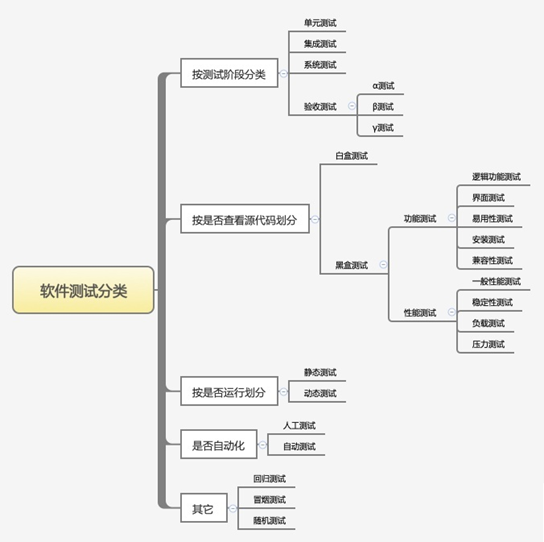 软件测试分类
按测试阶段分类
单元测试
集成测试
系统测试
验收测试
α测试
β测试
γ测试
按是否查看源代码划分
白盒测试
黑盒测试
功能测试
逻辑功能测试
界面测试
易用性测试
安装测试
兼容性测试
性能测试
一般性能测试
稳定性测试
负载测试
压力测试
按是否运行划分
静态测试
动态测试
是否自动化
人工测试
自动测试
其它
回归测试
冒烟测试
随机测试